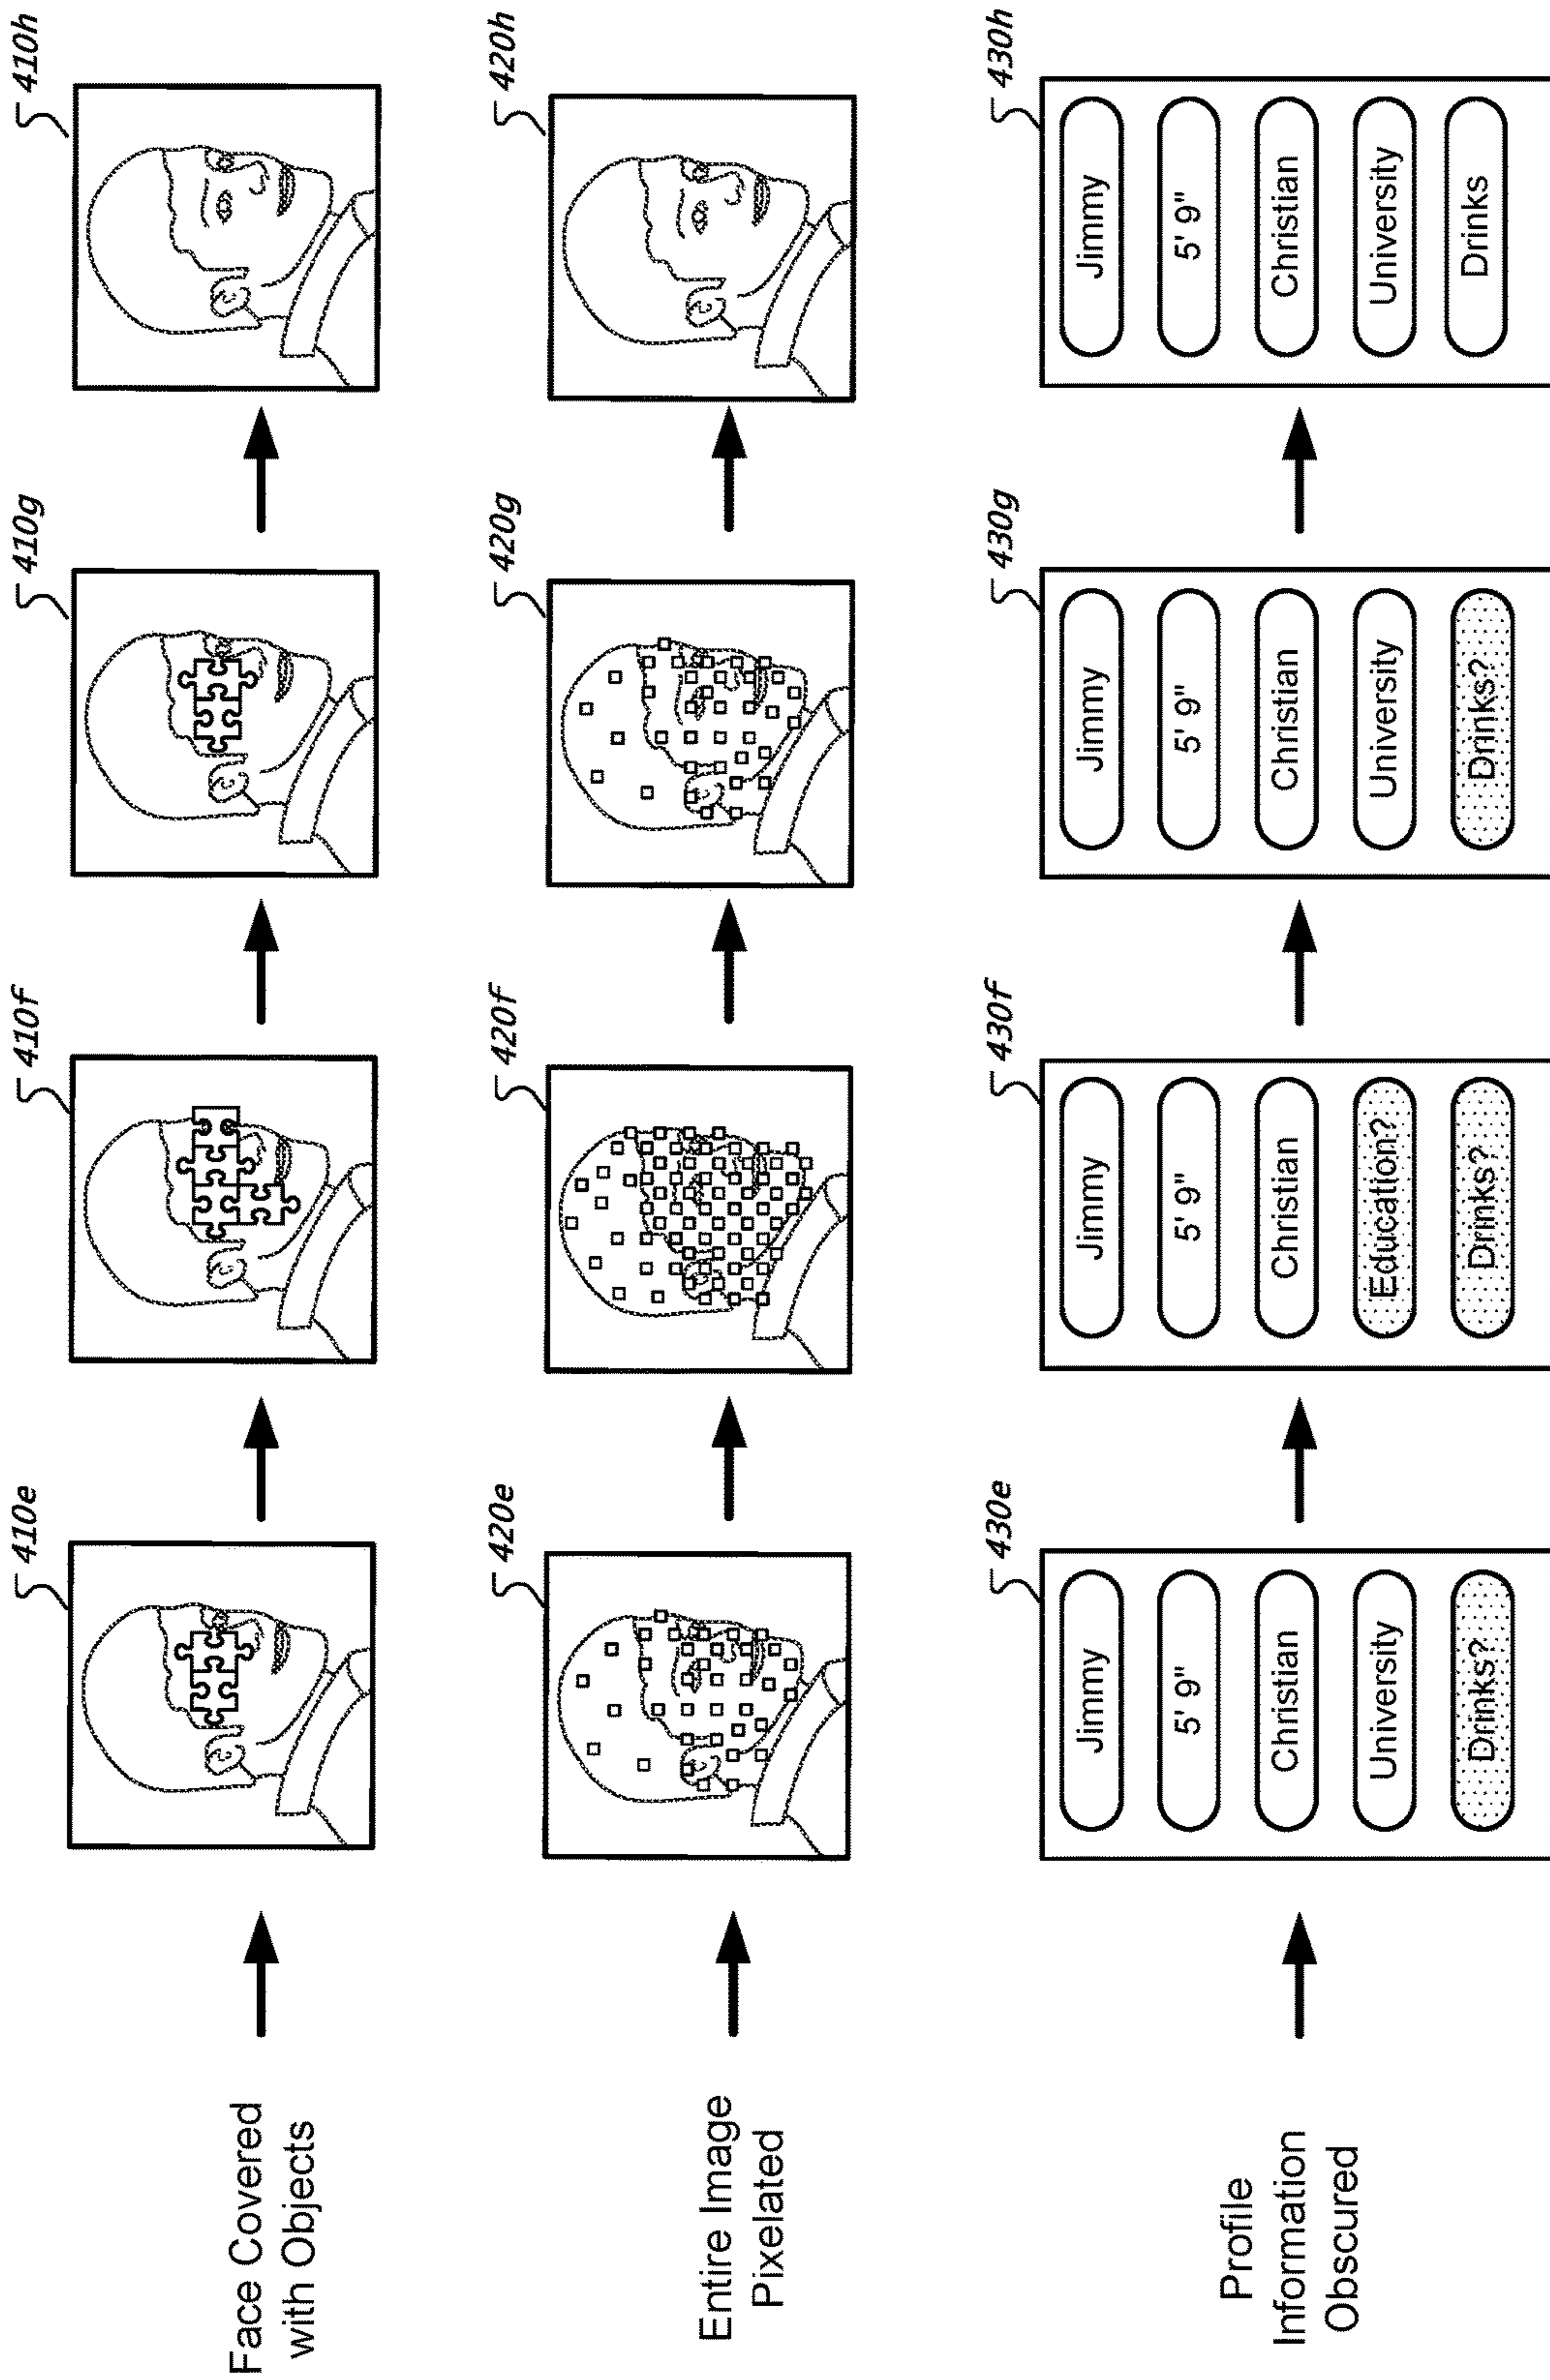 Face Covered
with Objects
410e
410f
410g
410h
Entire Image
Pixelated
420e
420f
420g
420h
Profile
Information
Obscured
430e
Jimmy
5' 9"
Christian
University
Drinks?
430f
Jimmy
5' 9"
Christian
Education?
Drinks?
430g
Jimmy
5' 9"
Christian
University
Drinks?
430h
Jimmy
5' 9"
Christian
University
Drinks